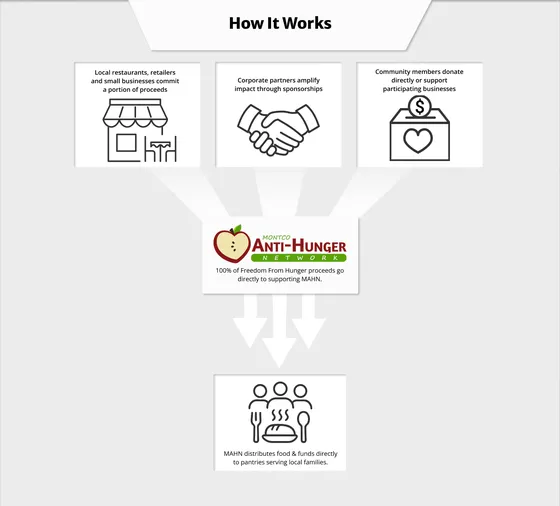 How It Works
Local restaurants, retailers
and small businesses commit
a portion of proceeds
Corporate partners amplify
impact through sponsorships
Community members donate
directly or support
participating businesses
$
MONTCO
ANTI-HUNGER
NETWORK
100% of Freedom From Hunger proceeds go
directly to supporting MAHN.
MAHN distributes food & funds directly
to pantries serving local families.